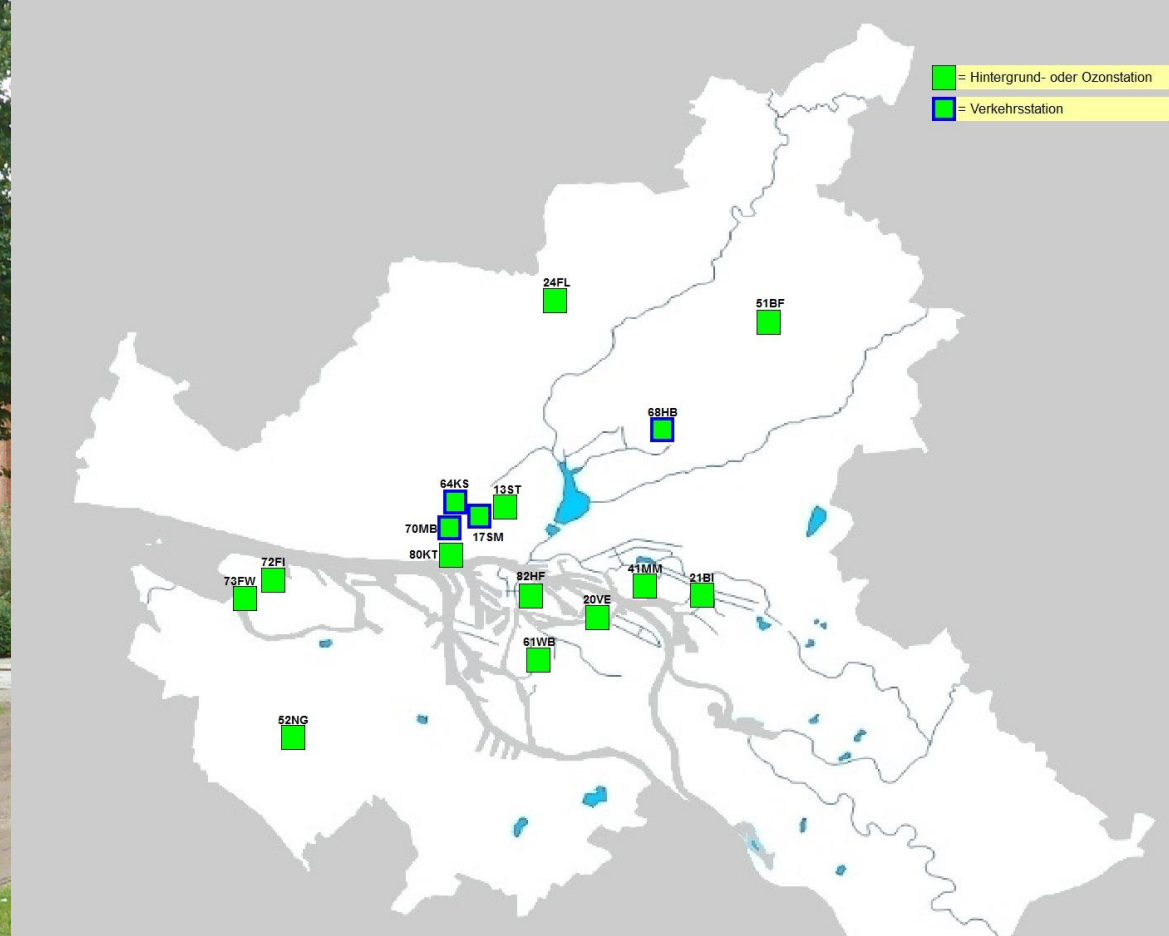 = Hintergrund- oder Ozonstation
= Verkehrsstation
24FL
51BF
68HB
64KS
13ST
70MB
17SM
80KT
72FI
73FW
82HF
41MM
21BI
20VE
61WB
52NG